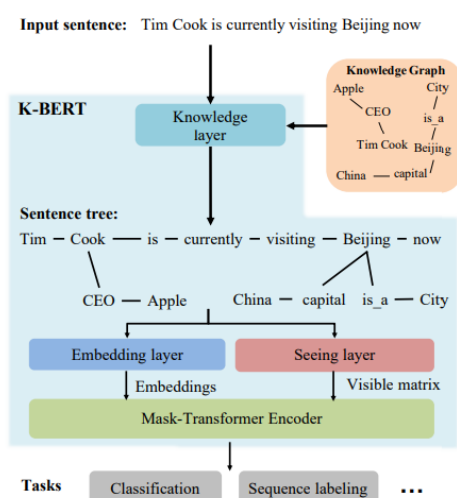 Input sentence: Tim Cook is currently visiting Beijing now
Knowledge Graph
Apple City
CEO is_a
Tim Cook Beijing
China — capital
K-BERT
Knowledge
layer
Sentence tree:
Tim — Cook — is — currently — visiting — Beijing — now
CEO — Apple China — capital is_a — City
Embedding layer Seeing layer
Embeddings Visible matrix
Mask-Transformer Encoder
Tasks Classification Sequence labeling ...